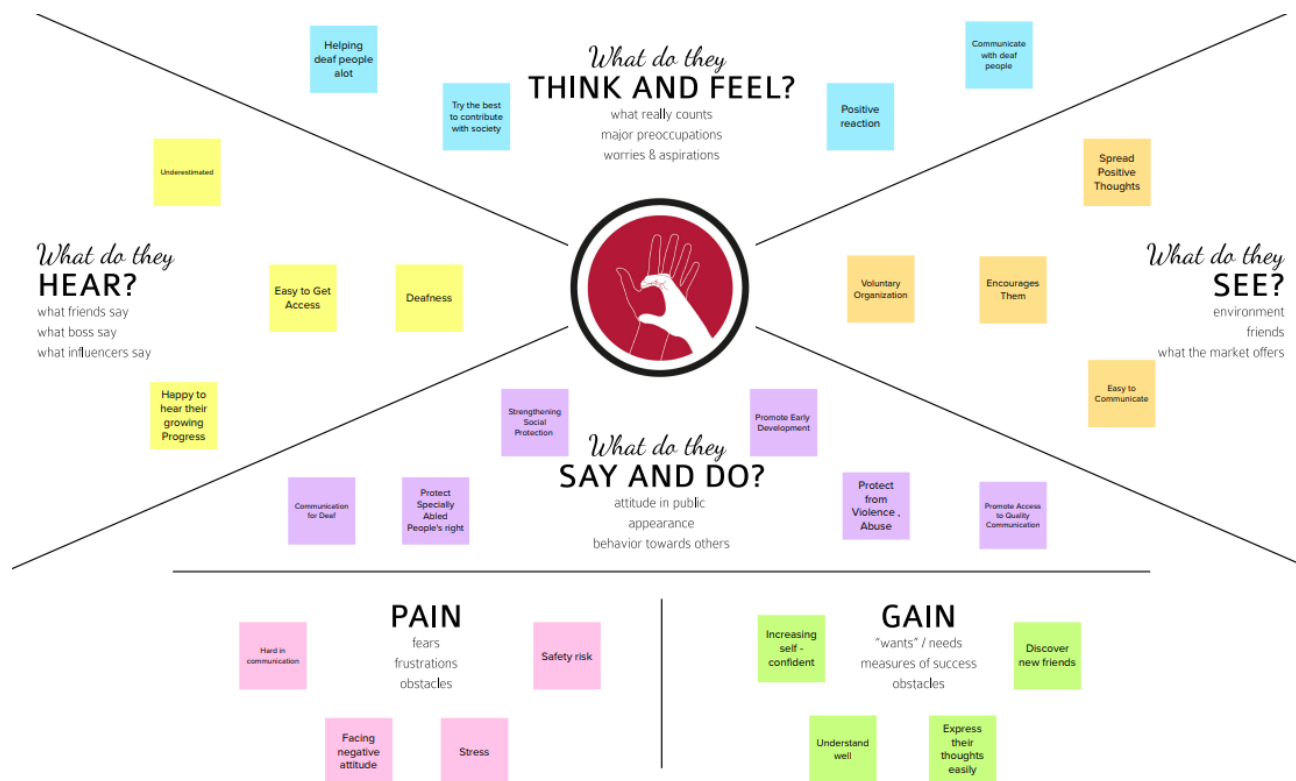 Helping
deaf people
alot
Try the best
to contribute
with society
What do they
THINK AND FEEL?
what really counts
major preoccupations
worries & aspirations
Positive
reaction
Communicate
with deaf
people
Underestimated
What do they
HEAR?
what friends say
what boss say
what influencers say
Easy to Get
Access
Deafness
Happy to
hear their
growing
Progress
Spread
Positive
Thoughts
Voluntary
Organization
Encourages
Them
What do they
SEE?
environment
friends
what the market offers
Easy to
Communicate
Strengthening
Social
Protection
Promote Early
Development
What do they
SAY AND DO?
attitude in public
appearance
behavior towards others
Communication
for Deaf
Protect
Specially
Abled
People's right
Protect
from
Violence ,
Abuse
Promote Access
to Quality
Communication
PAIN
fears
frustrations
obstacles
Hard in
communication
Safety risk
Facing
negative
attitude
Stress
GAIN
"wants" / needs
measures of success
obstacles
Increasing
self -
confident
Discover
new friends
Understand
well
Express
their
thoughts
easily